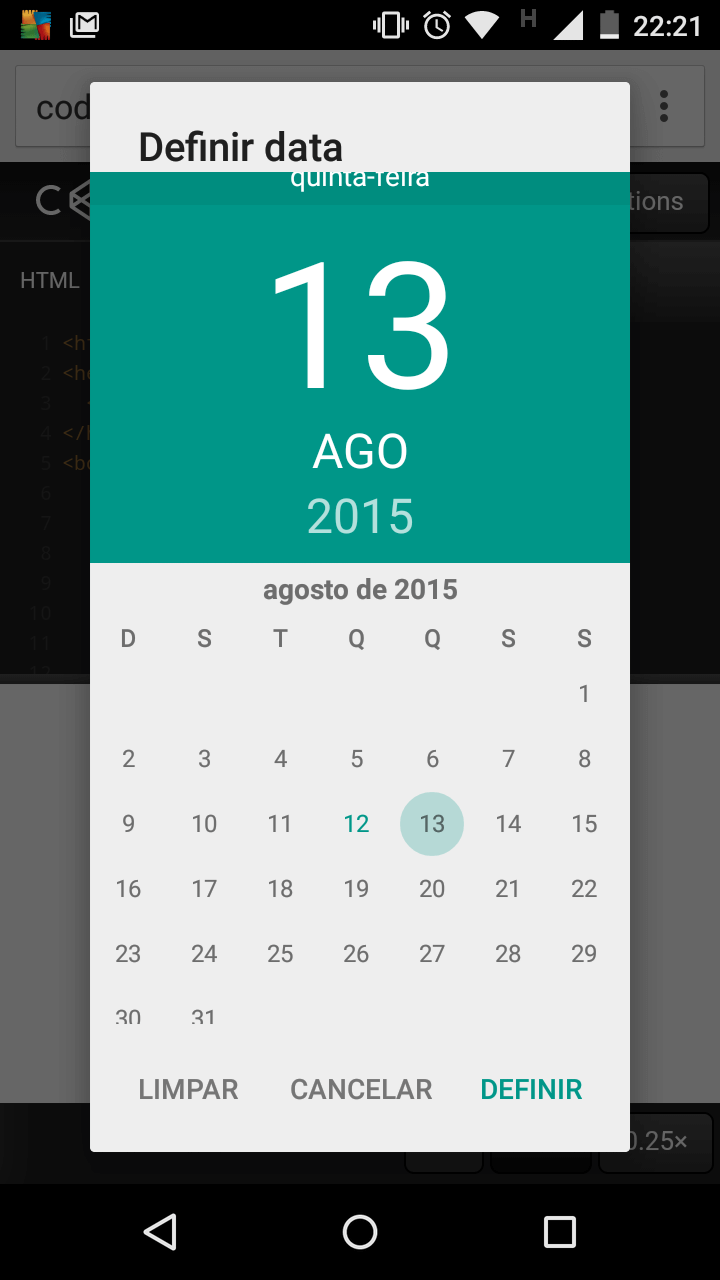 22:21
H
cod
Definir data
quinta-feira
tions
HTML
13
AGO
2015
1 <h
2 <he
3
4 </h
5 <bo
6
7
8
9
10
11
12
agosto de 2015
D S T Q Q S S
1
2 3 4 5 6 7 8
9 10 11 12 13 14 15
16 17 18 19 20 21 22
23 24 25 26 27 28 29
30 31
LIMPAR CANCELAR DEFINIR
0.25×